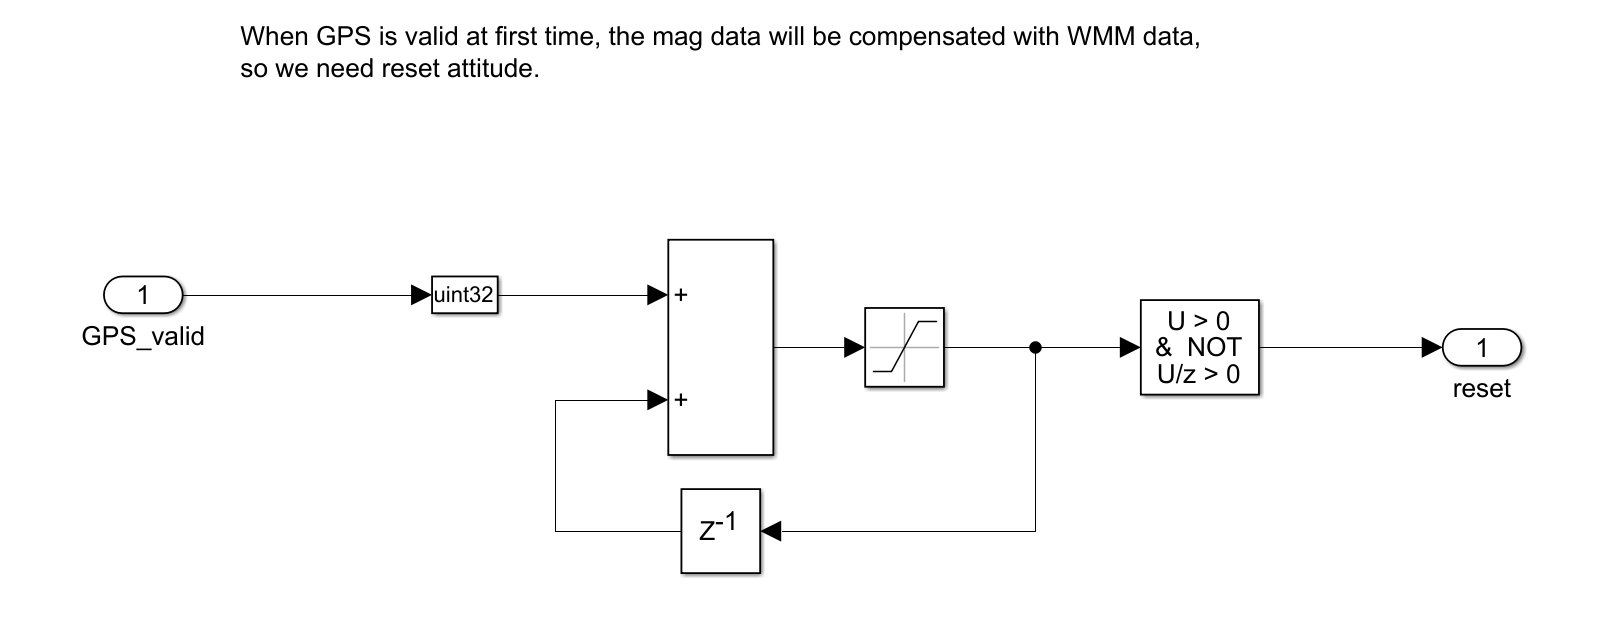 When GPS is valid at first time, the mag data will be compensated with WMM data,
so we need reset attitude.
1
GPS_valid
uint32
+
+
z-1
U > 0
& NOT
U/z > 0
1
reset